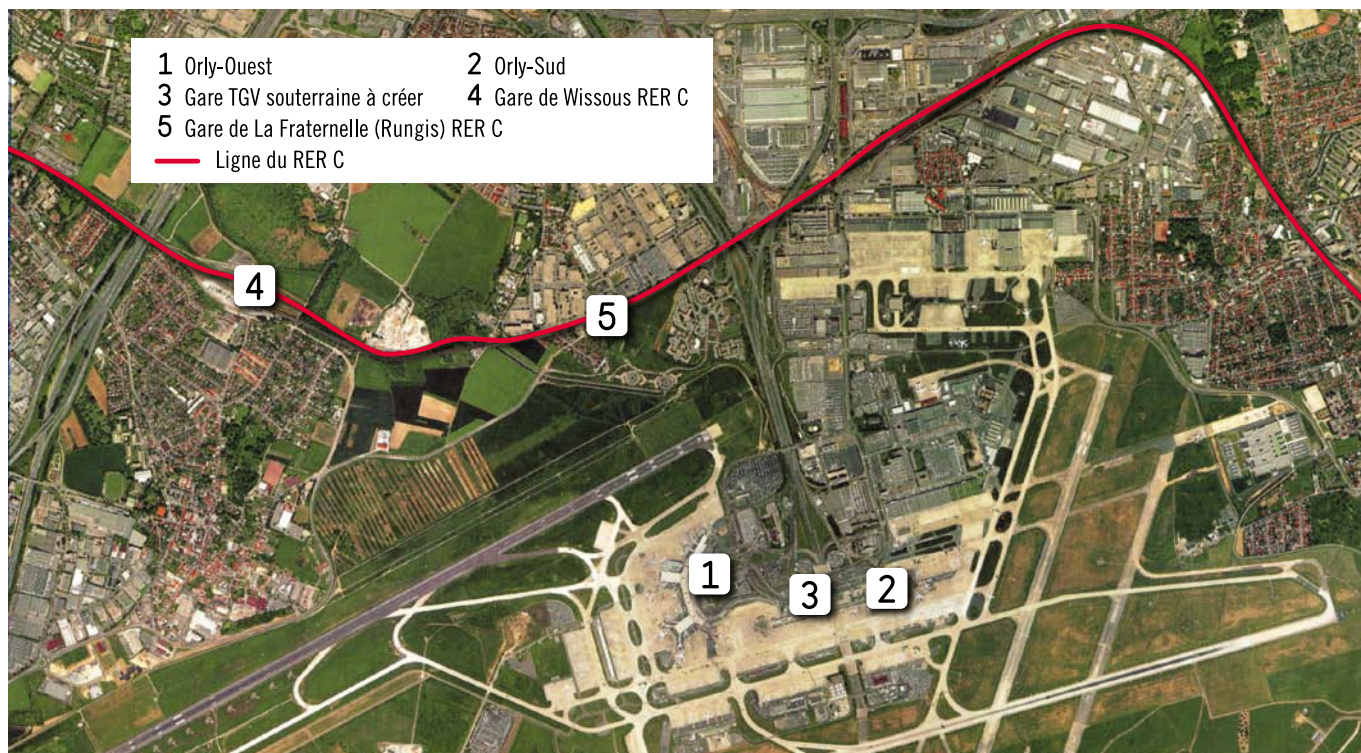 1 Orly-Ouest 2 Orly-Sud
3 Gare TGV souterraine à créer 4 Gare de Wissous RER C
5 Gare de La Fraternelle (Rungis) RER C
Ligne du RER C
4
5
1
3
2